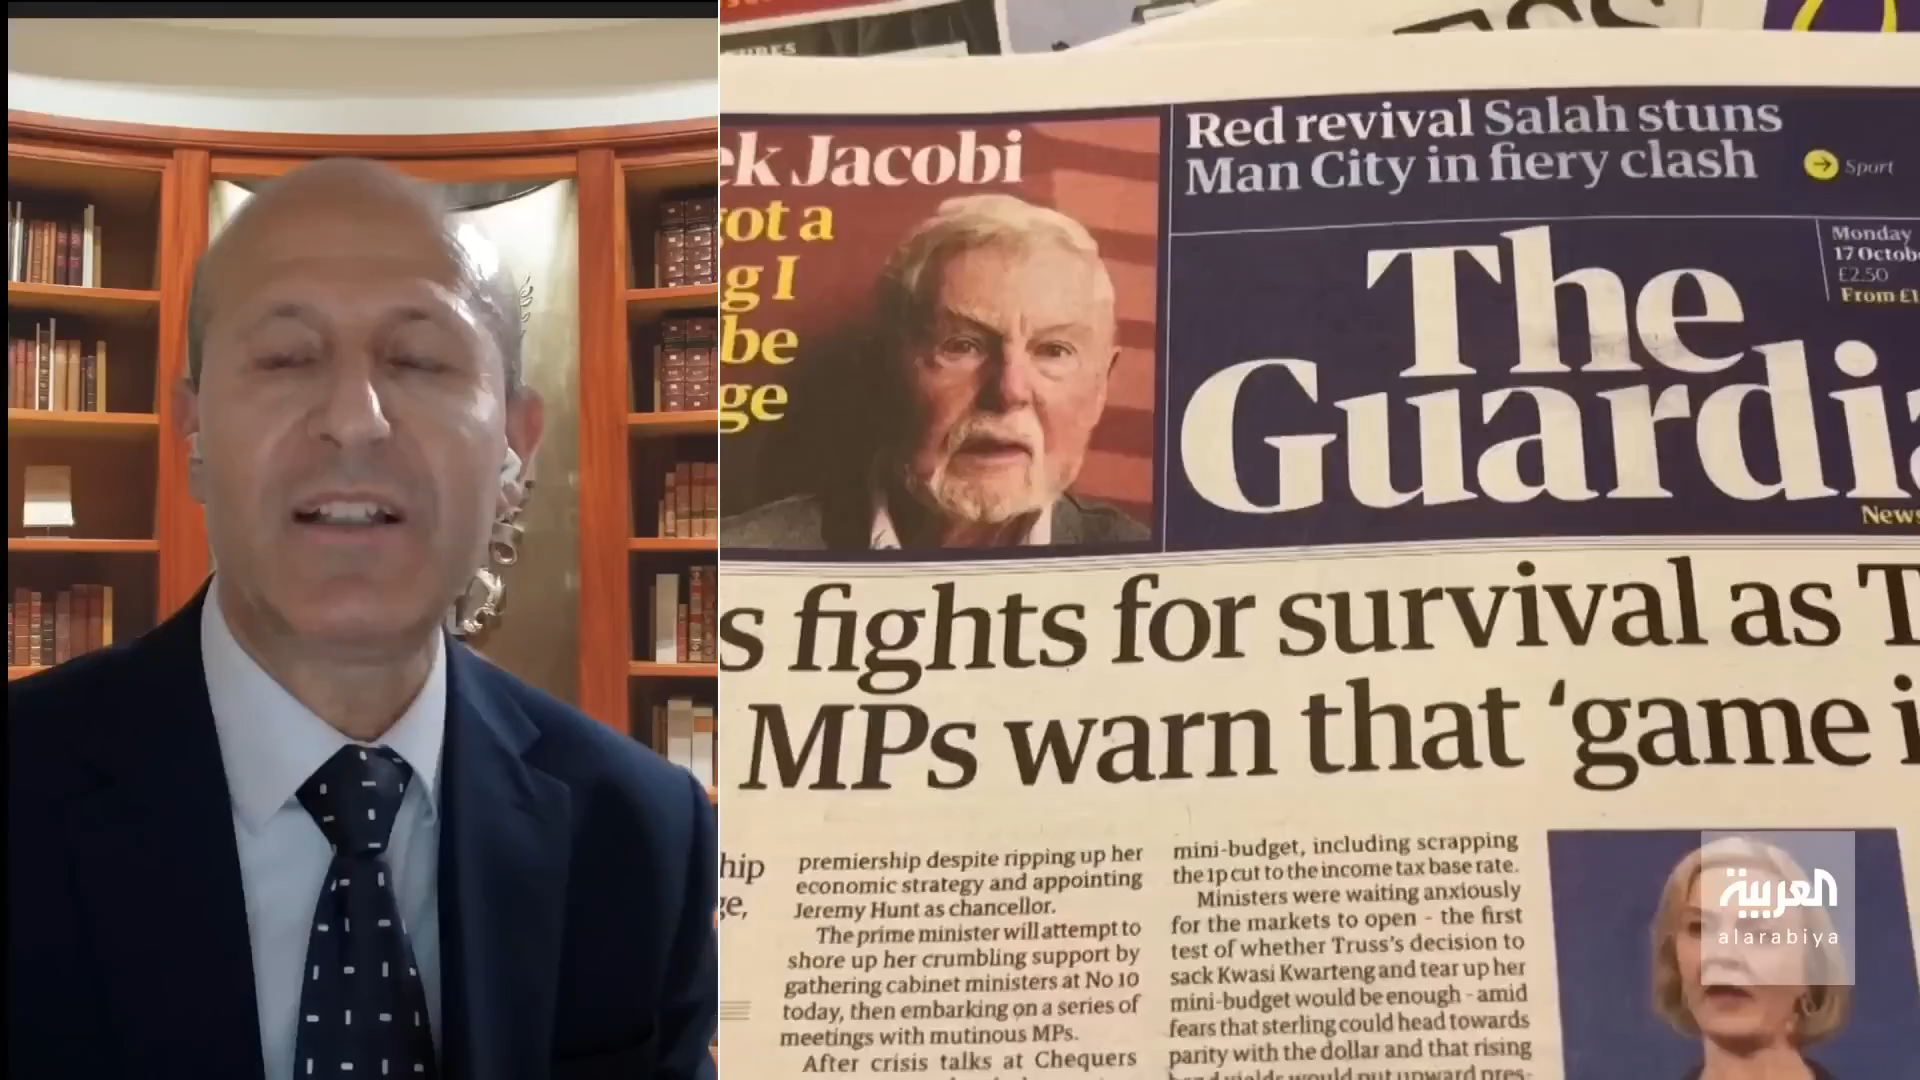 ek Jacobi
got a
g I
be
ge
Red revival Salah stuns
Man City in fiery clash
Sport
The
Guardia
Monday
17 Octob
£2.50
From £1
News
s fights for survival as T
MPs warn that ‘game i
hip
ge,
premiership despite ripping up her
economic strategy and appointing
Jeremy Hunt as chancellor.
The prime minister will attempt to
shore up her crumbling support by
gathering cabinet ministers at No 10
today, then embarking on a series of
meetings with mutinous MPs.
After crisis talks at Chequers
mini-budget, including scrapping
the 1p cut to the income tax base rate.
Ministers were waiting anxiously
for the markets to open - the first
test of whether Truss's decision to
sack Kwasi Kwarteng and tear up her
mini-budget would be enough - amid
fears that sterling could head towards
parity with the dollar and that rising
would put upward pres-
العربية
alarabiya